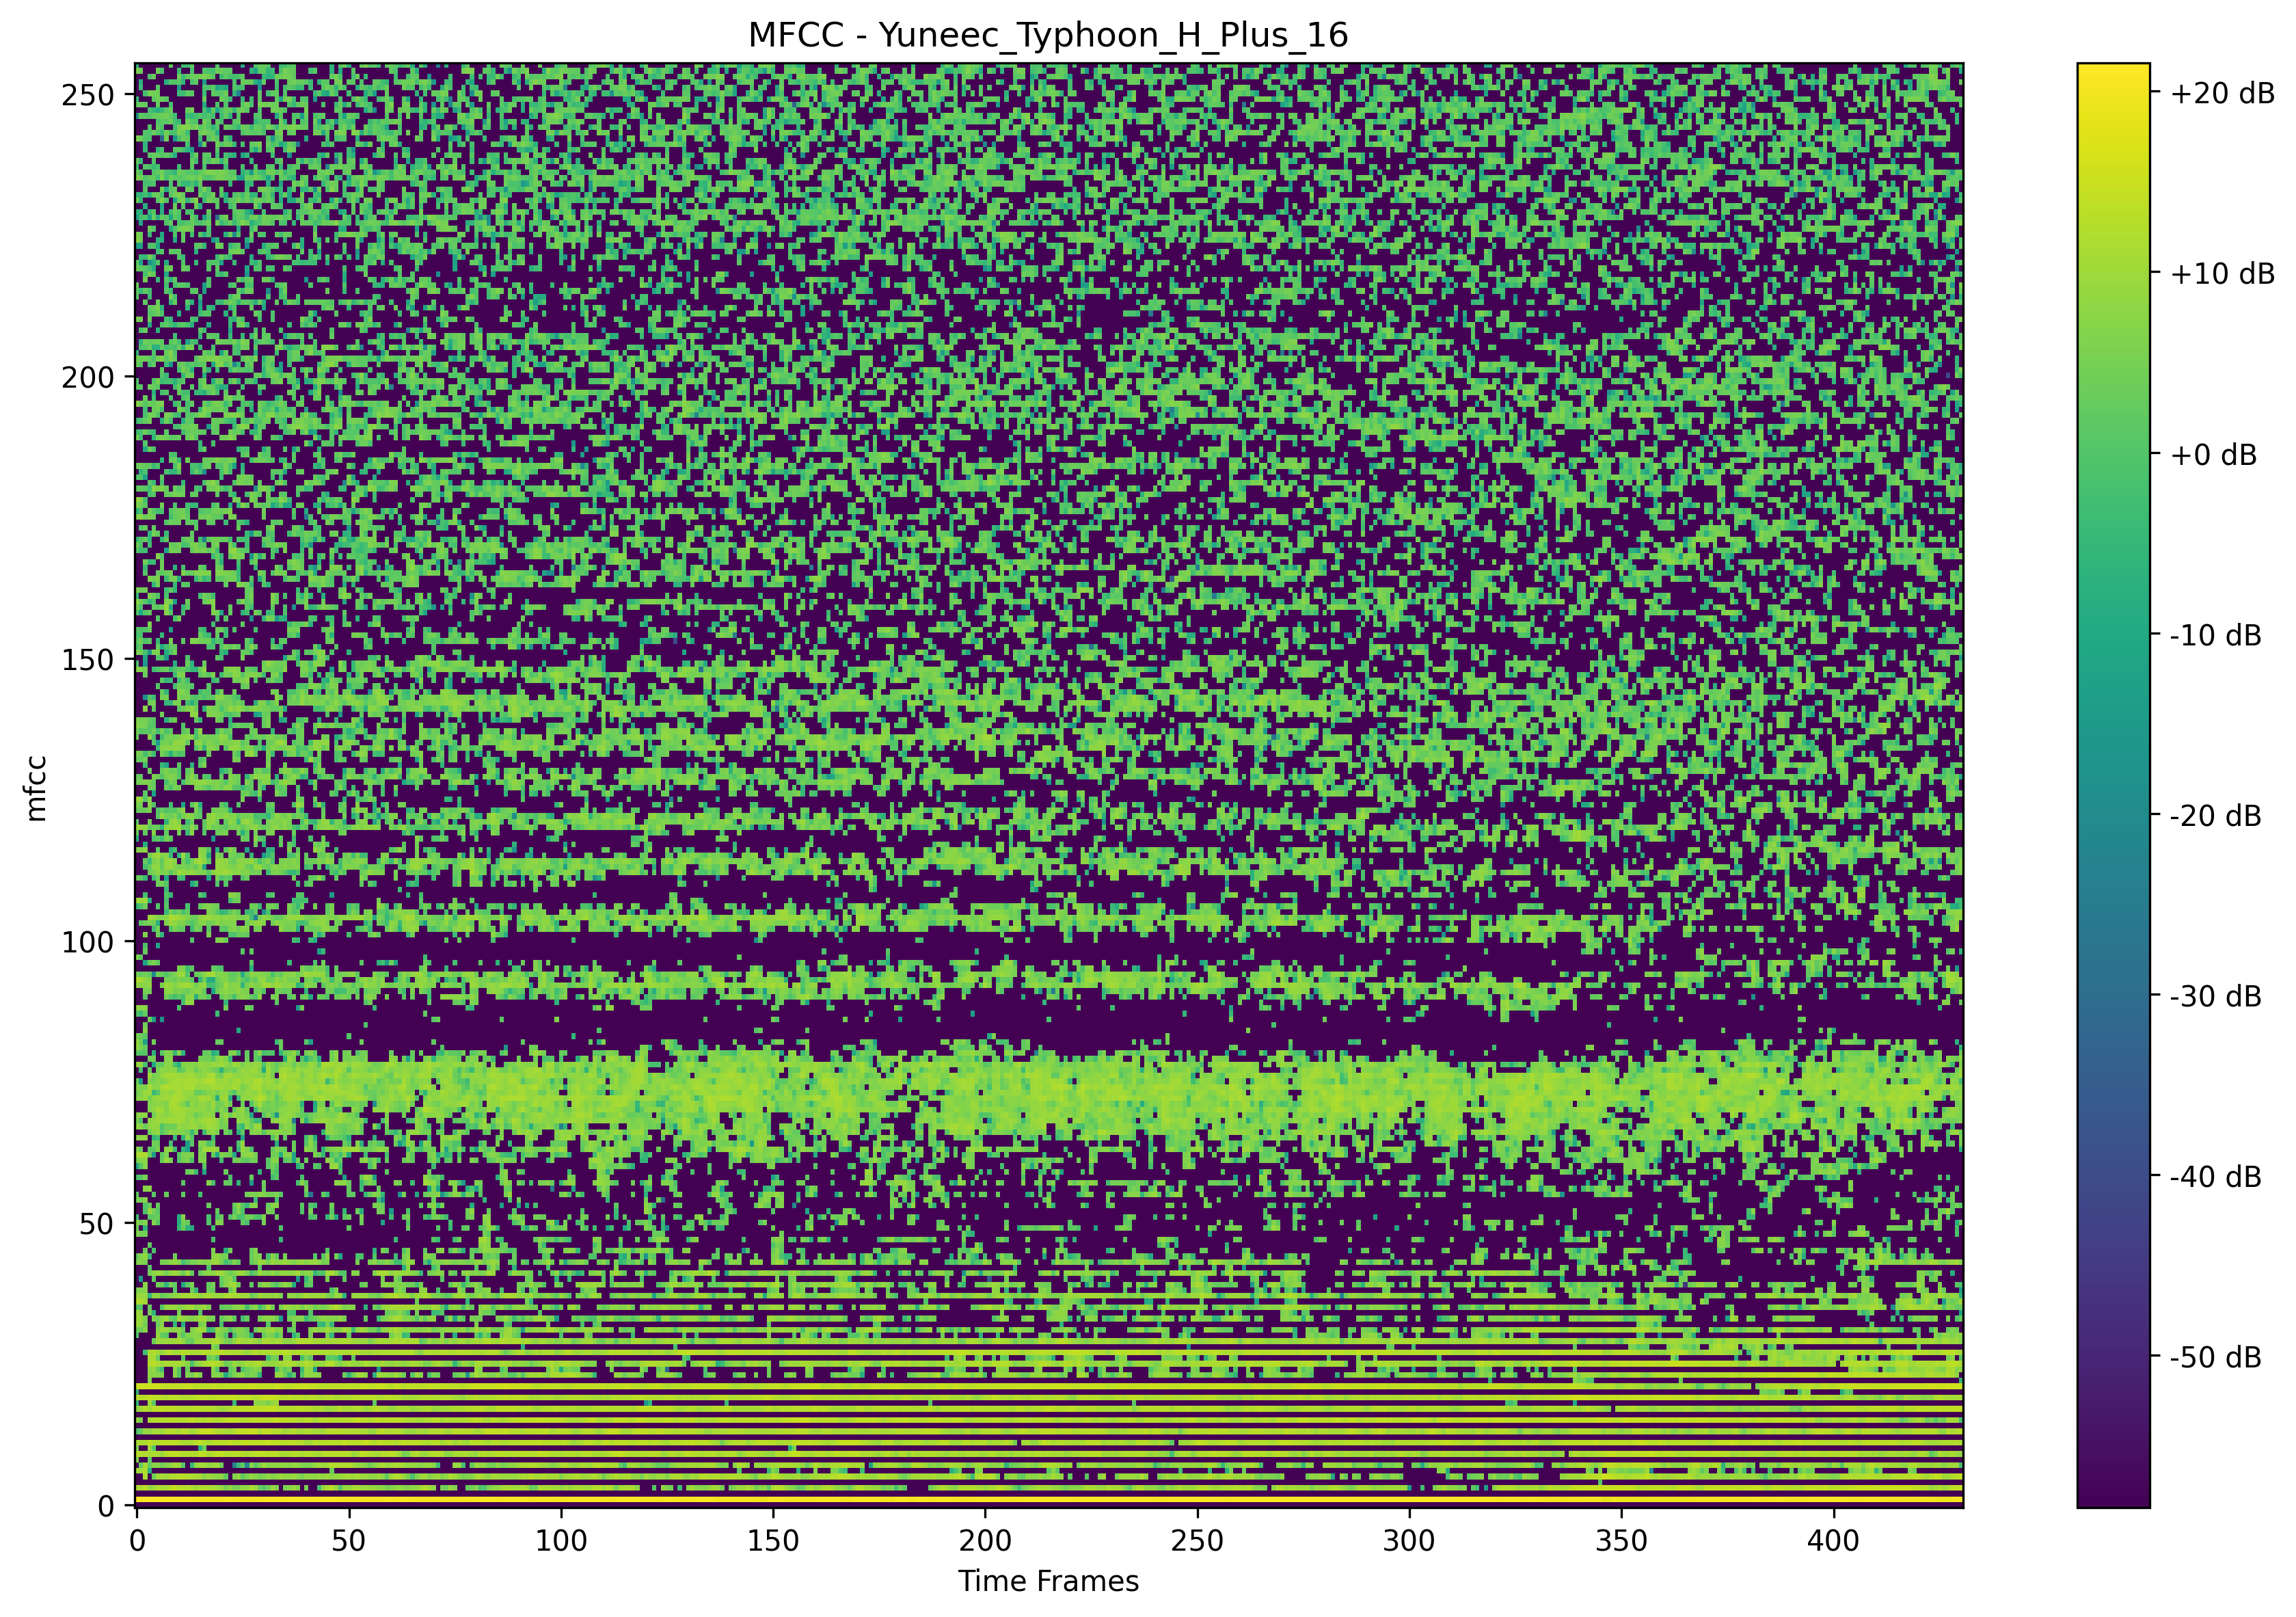 MFCC - Yuneec_Typhoon_H_Plus_16
250
200
150
100
50
0
mfcc
0 50 100 150 200 250 300 350 400
Time Frames
+20 dB
+10 dB
+0 dB
-10 dB
-20 dB
-30 dB
-40 dB
-50 dB